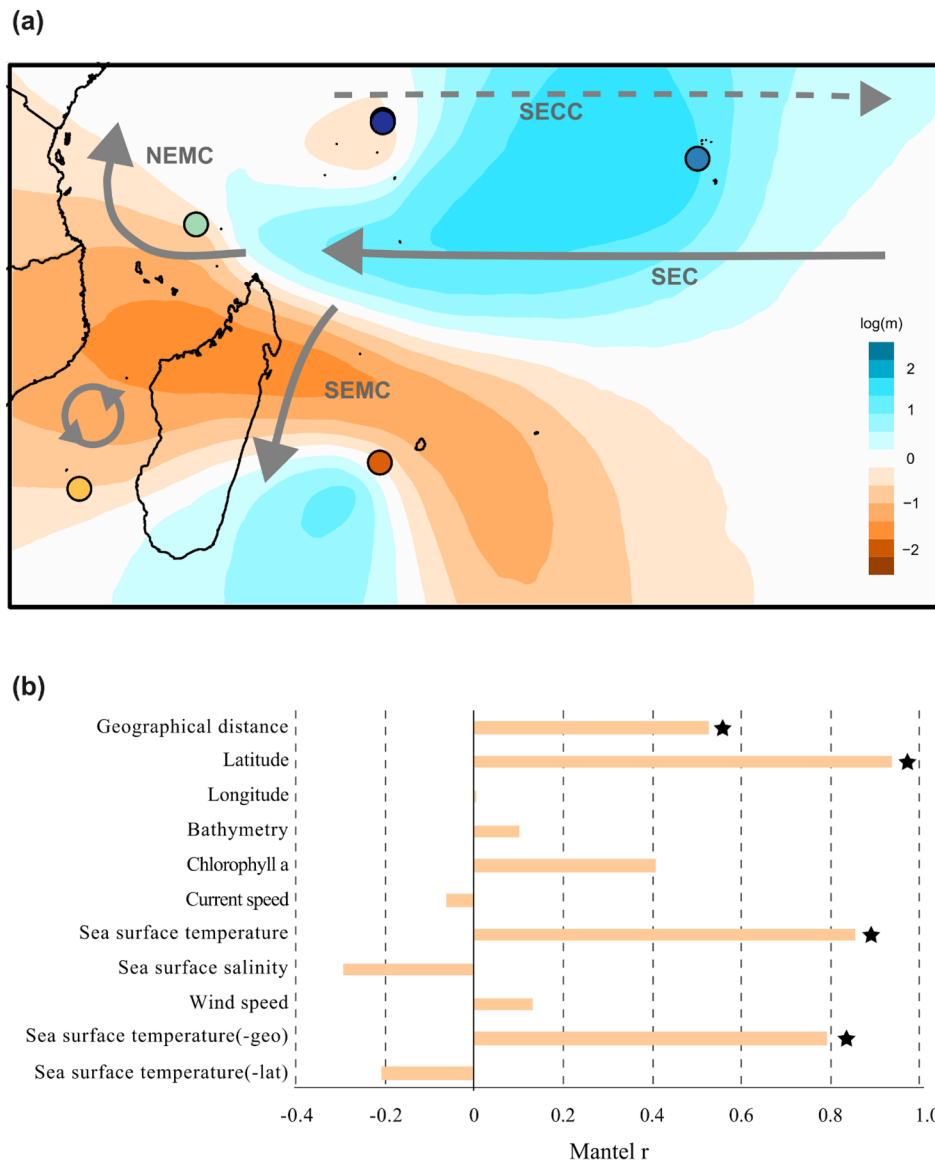 (a)
SECC
NEMC
SEC
SEMC
log(m)
2
1
0
−1
−2
(b)
Geographical distance
Latitude
Longitude
Bathymetry
Chlorophyll a
Current speed
Sea surface temperature
Sea surface salinity
Wind speed
Sea surface temperature(-geo)
Sea surface temperature(-lat)
-0.4 -0.2 0 0.2 0.4 0.6 0.8 1.0
Mantel r